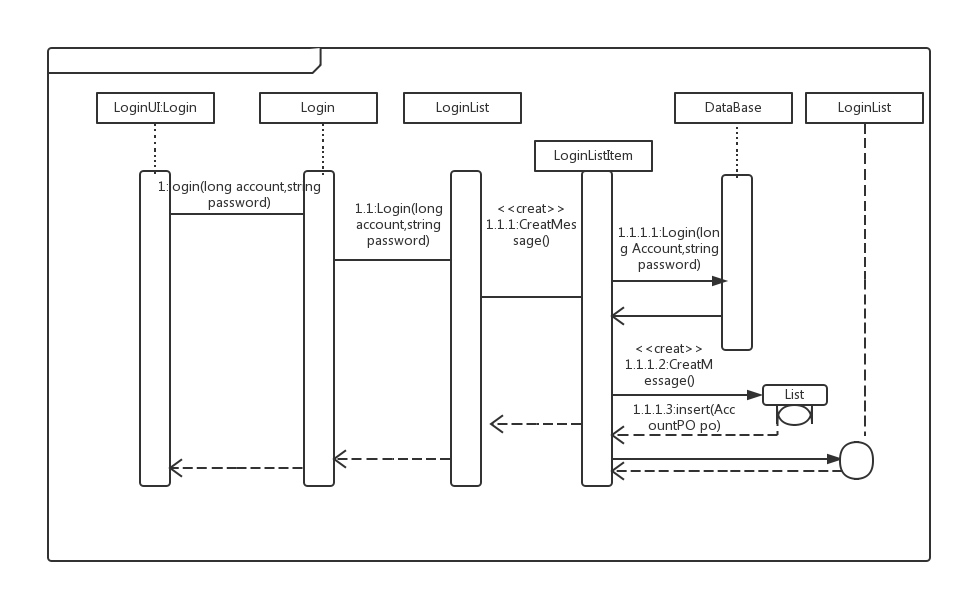 LoginUI:Login
Login
LoginList
DataBase
LoginList
LoginListItem
1:login(long account,string
password)
1.1:Login(long
account,string
password)
<<creat>>
1.1.1:CreatMes
sage()
1.1.1.1:Login(lon
g Account,string
password)
<<creat>>
1.1.1.2:CreatM
essage()
List
1.1.1.3:insert(Acc
ountPO po)